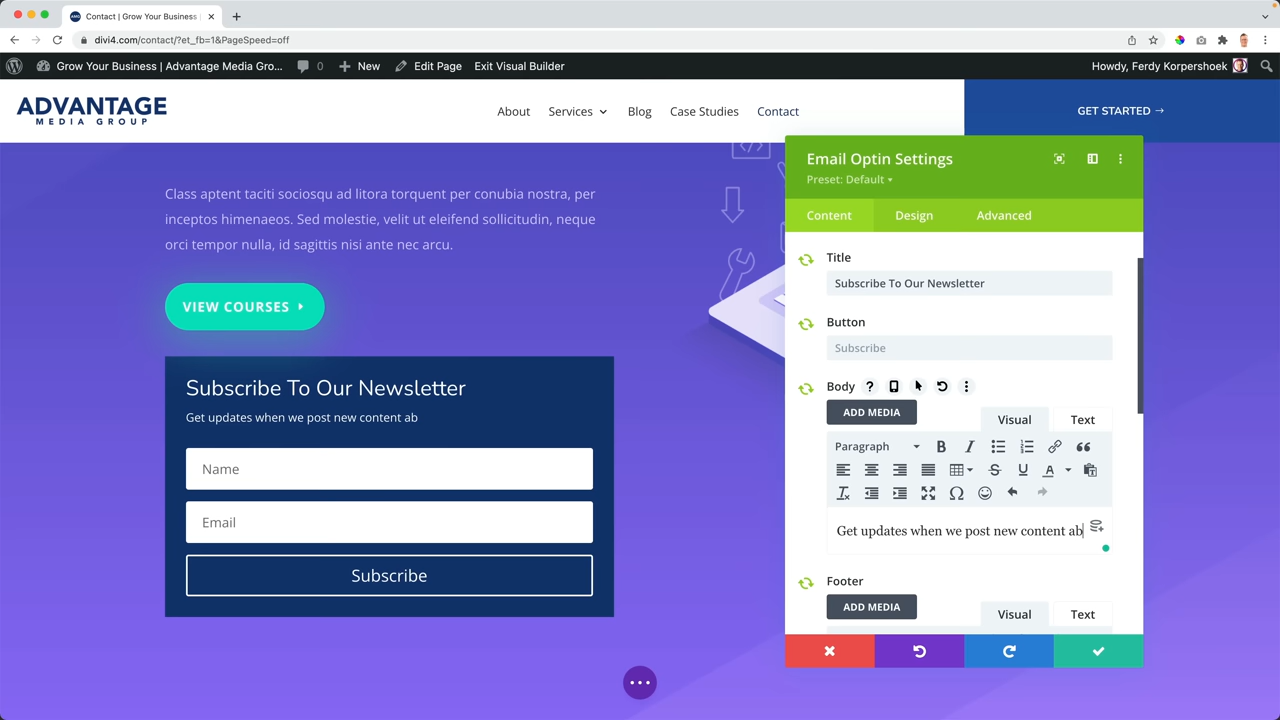 Contact | Grow Your Business
divi4.com/contact/?et_fb=1&PageSpeed=off
Grow Your Business | Advantage Media Gro... 0 New Edit Page Exit Visual Builder Howdy, Ferdy Korpershoek
ADVANTAGE
MEDIA GROUP
About Services Blog Case Studies Contact
GET STARTED →
Class aptent taciti sociosqu ad litora torquent per conubia nostra, per
inceptos himenaeos. Sed molestie, velit ut eleifend sollicitudin, neque
orci tempor nulla, id sagittis nisi ante nec arcu.
VIEW COURSES
Subscribe To Our Newsletter
Get updates when we post new content ab
Name
Email
Subscribe
Email Optin Settings
Preset: Default
Content Design Advanced
Title
Subscribe To Our Newsletter
Button
Subscribe
Body
ADD MEDIA Visual Text
Paragraph
Get updates when we post new content ab
Footer
ADD MEDIA Visual Text